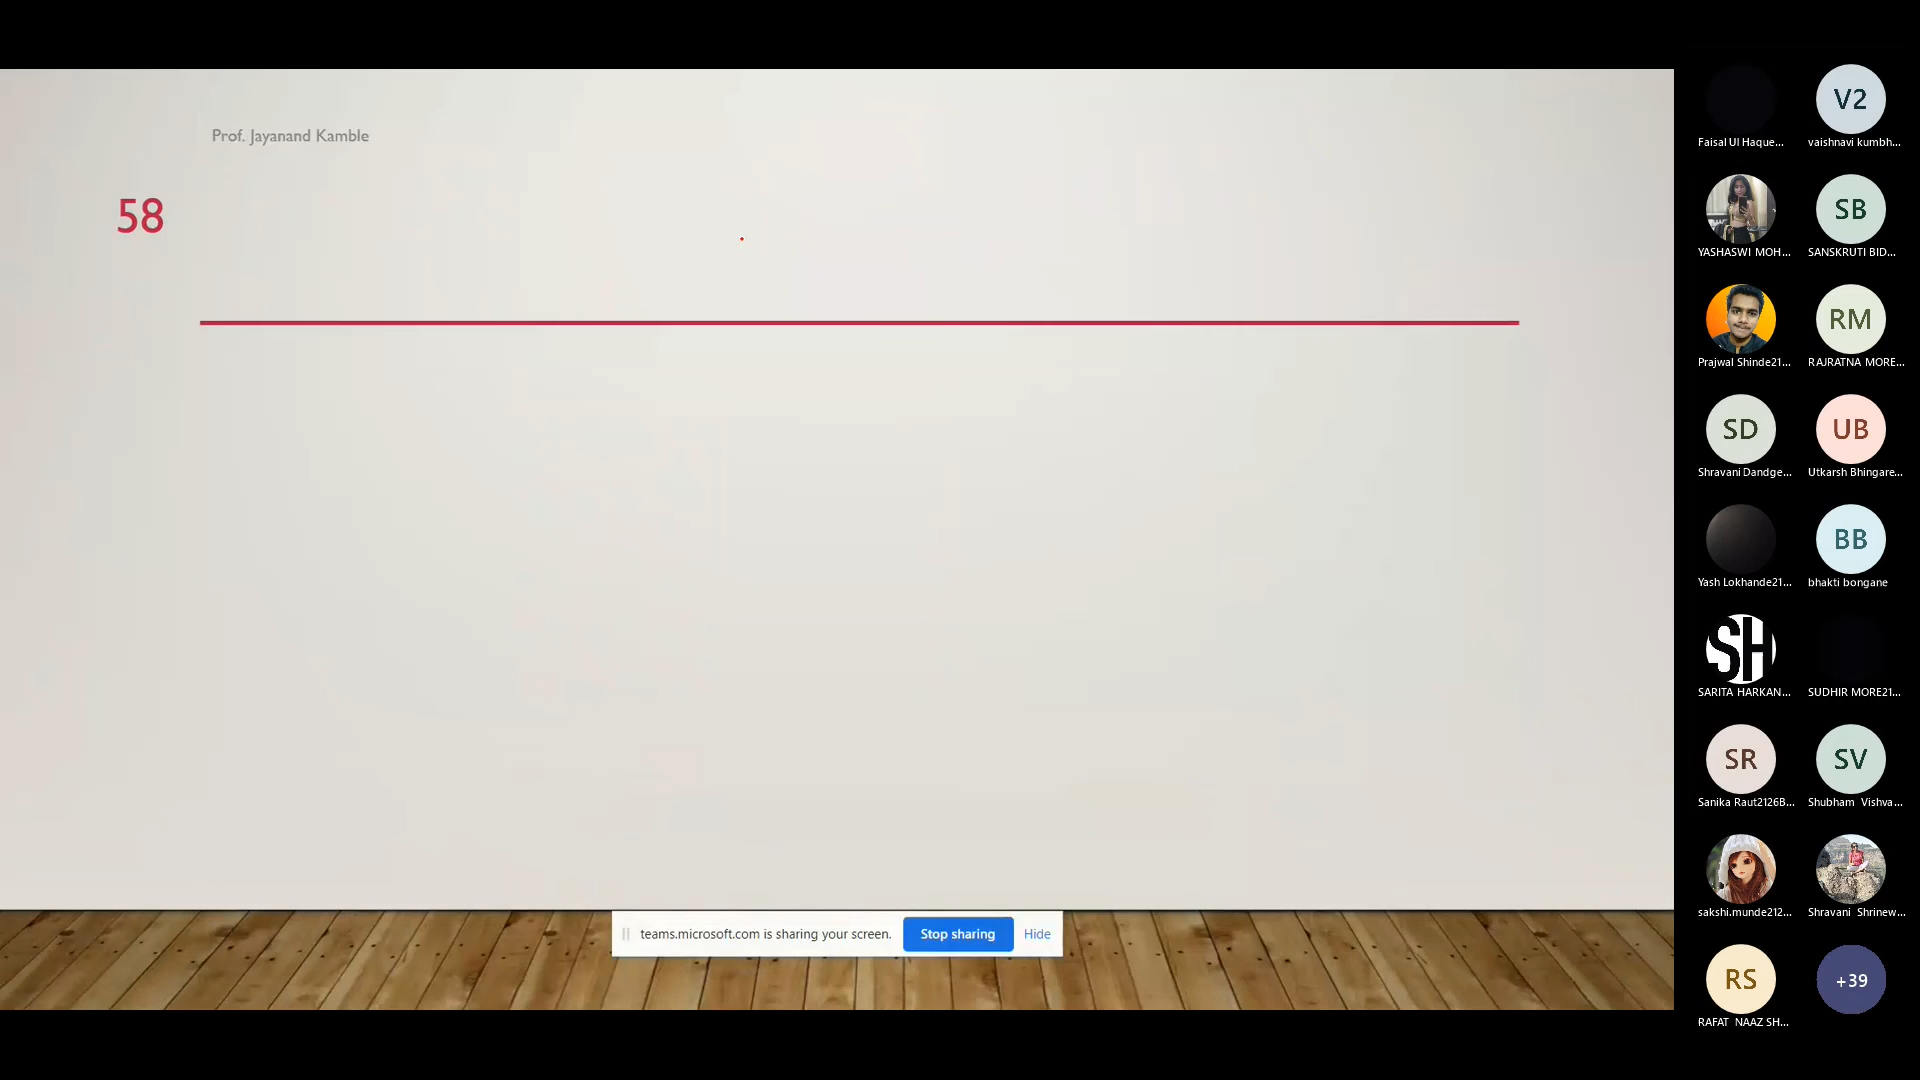 Prof. Jayanand Kamble
58
teams.microsoft.com is sharing your screen.
Stop sharing
Hide
V2
Faisal Ul Haque...
vaishnavi kumbh...
SB
YASHASWI MOH...
SANSKRUTI BID...
RM
Prajwal Shinde21...
RAJRATNA MORE...
SD
UB
Shravani Dandge...
Utkarsh Bhingare...
BB
Yash Lokhande21...
bhakti bongane
SH
SARITA HARKAN...
SUDHIR MORE21...
SR
SV
Sanika Raut2126B...
Shubham Vishva...
sakshi.munde212...
Shravani Shrinew...
RS
+39
RAFAT NAAZ SH...